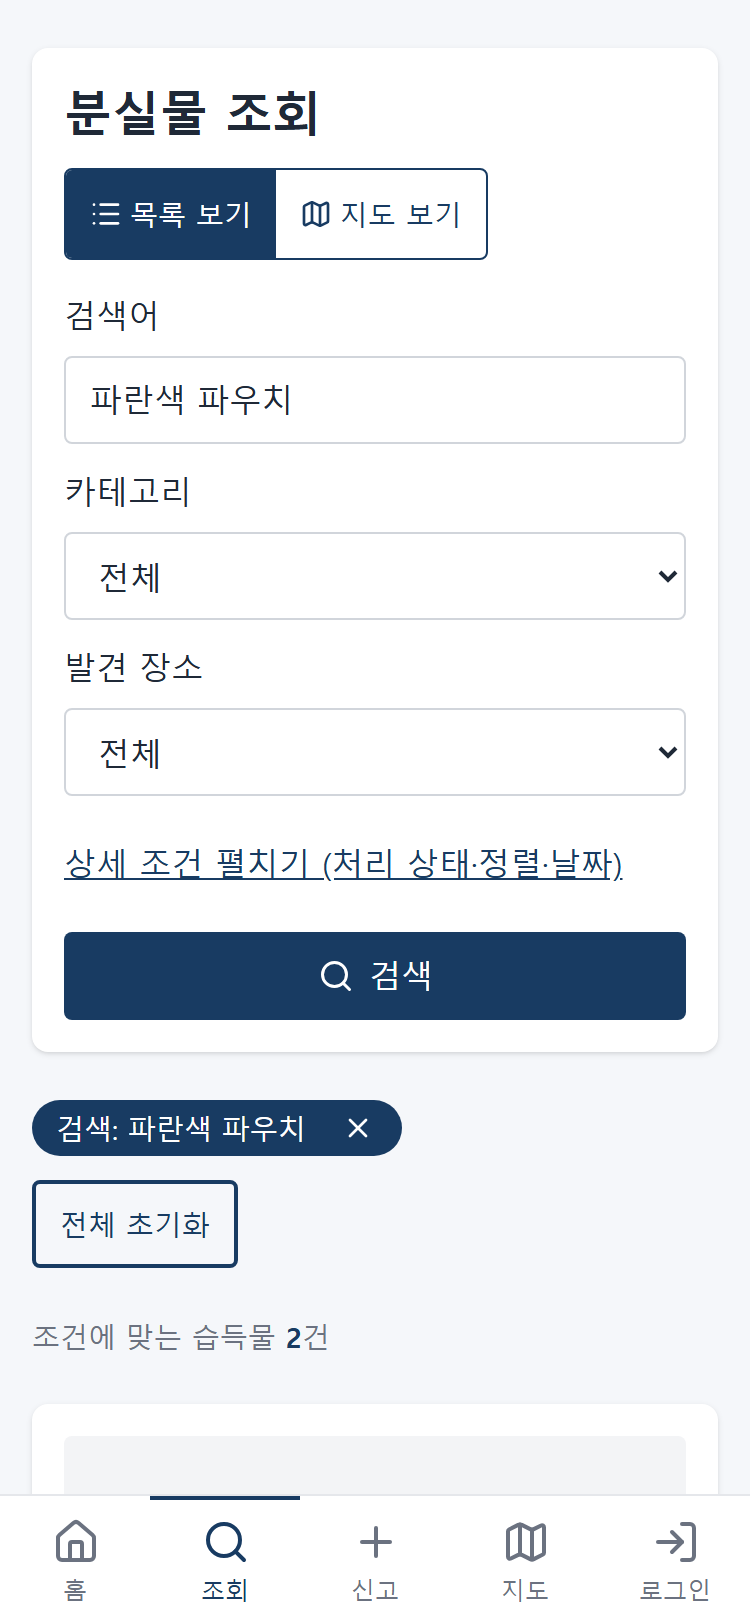 분실물 조회
목록 보기 지도 보기
검색어
파란색 파우치
카테고리
전체
발견 장소
전체
상세 조건 펼치기 (처리 상태·정렬·날짜)
검색
검색: 파란색 파우치
전체 초기화
조건에 맞는 습득물 2건
홈 조회 신고 지도 로그인